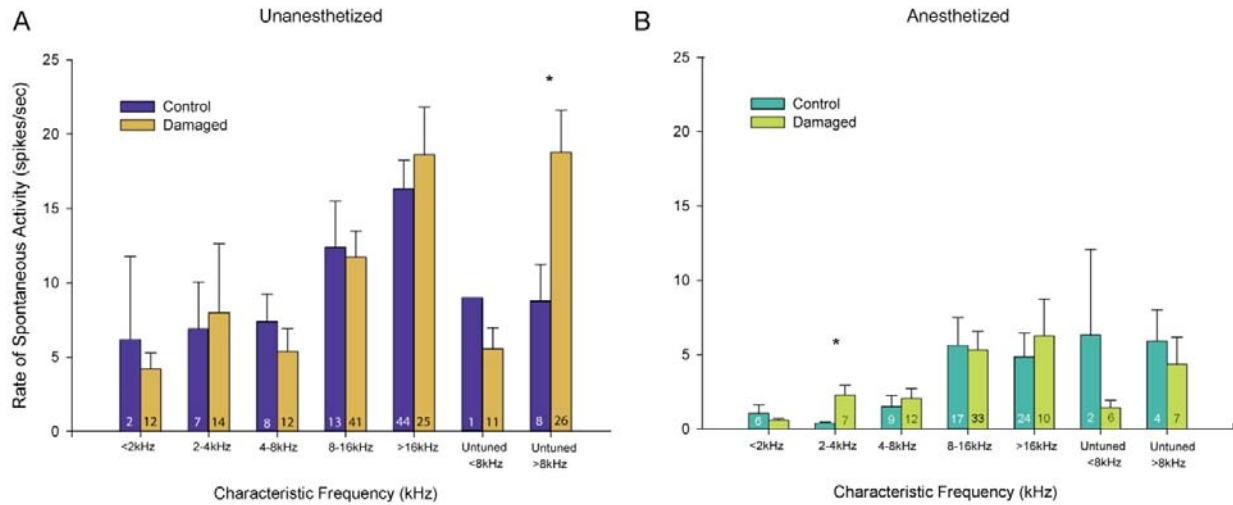 A
Unanesthetized
Rate of Spontaneous Activity (spikes/sec)
25
20
15
10
5
0
Control
Damaged
*
2 12 7 14 8 12 13 41 44 25 1 11 8 26
<2kHz 2-4kHz 4-8kHz 8-16kHz >16kHz Untuned Untuned
<8kHz >8kHz
Characteristic Frequency (kHz)
B
Anesthetized
25
20
15
10
5
0
Control
Damaged
*
6 7 9 12 17 33 24 10 2 6 4 7
<2kHz 2-4kHz 4-8kHz 8-16kHz >16kHz Untuned Untuned
<8kHz >8kHz
Characteristic Frequency (kHz)